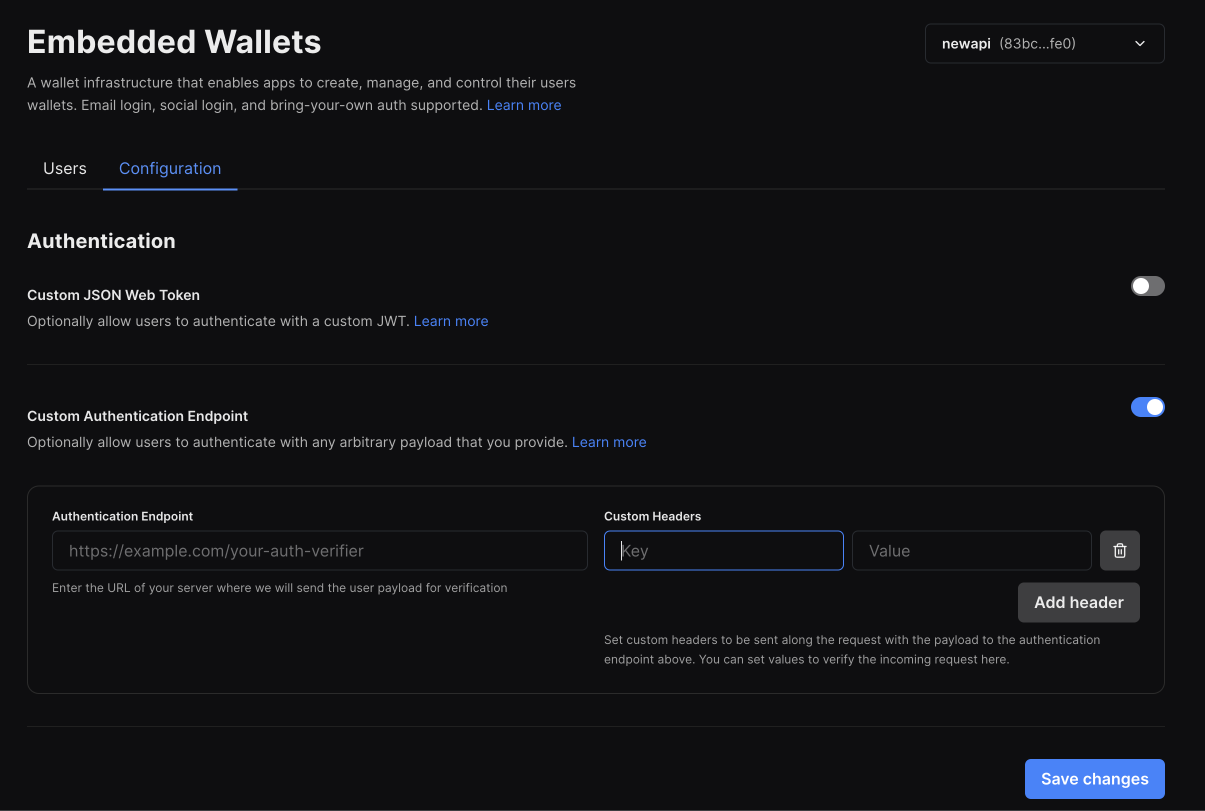 Embedded Wallets
newapi (83bc...fe0)
A wallet infrastructure that enables apps to create, manage, and control their users
wallets. Email login, social login, and bring-your-own auth supported. Learn more
Users
Configuration
Authentication
Custom JSON Web Token
Optionally allow users to authenticate with a custom JWT. Learn more
Custom Authentication Endpoint
Optionally allow users to authenticate with any arbitrary payload that you provide. Learn more
Authentication Endpoint
https://example.com/your-auth-verifier
Enter the URL of your server where we will send the user payload for verification
Custom Headers
Key
Value
Add header
Set custom headers to be sent along the request with the payload to the authentication
endpoint above. You can set values to verify the incoming request here.
Save changes